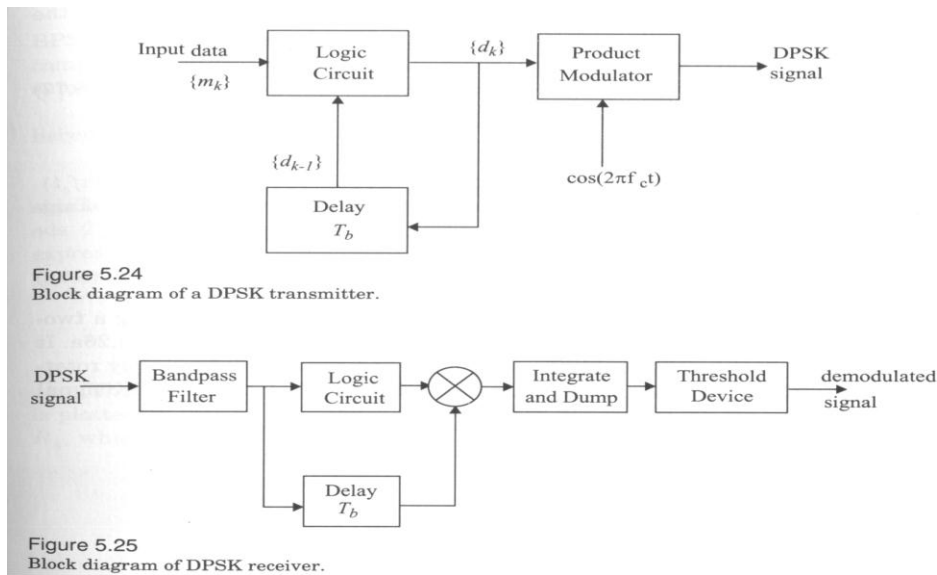 Input data
{m_k}
Logic
Circuit
{d_k}
Product
Modulator
DPSK
signal
{d_{k-1}}
cos(2πf_c t)
Delay
T_b
Figure 5.24
Block diagram of a DPSK transmitter.
DPSK
signal
Bandpass
Filter
Logic
Circuit
Integrate
and Dump
Threshold
Device
demodulated
signal
Delay
T_b
Figure 5.25
Block diagram of DPSK receiver.